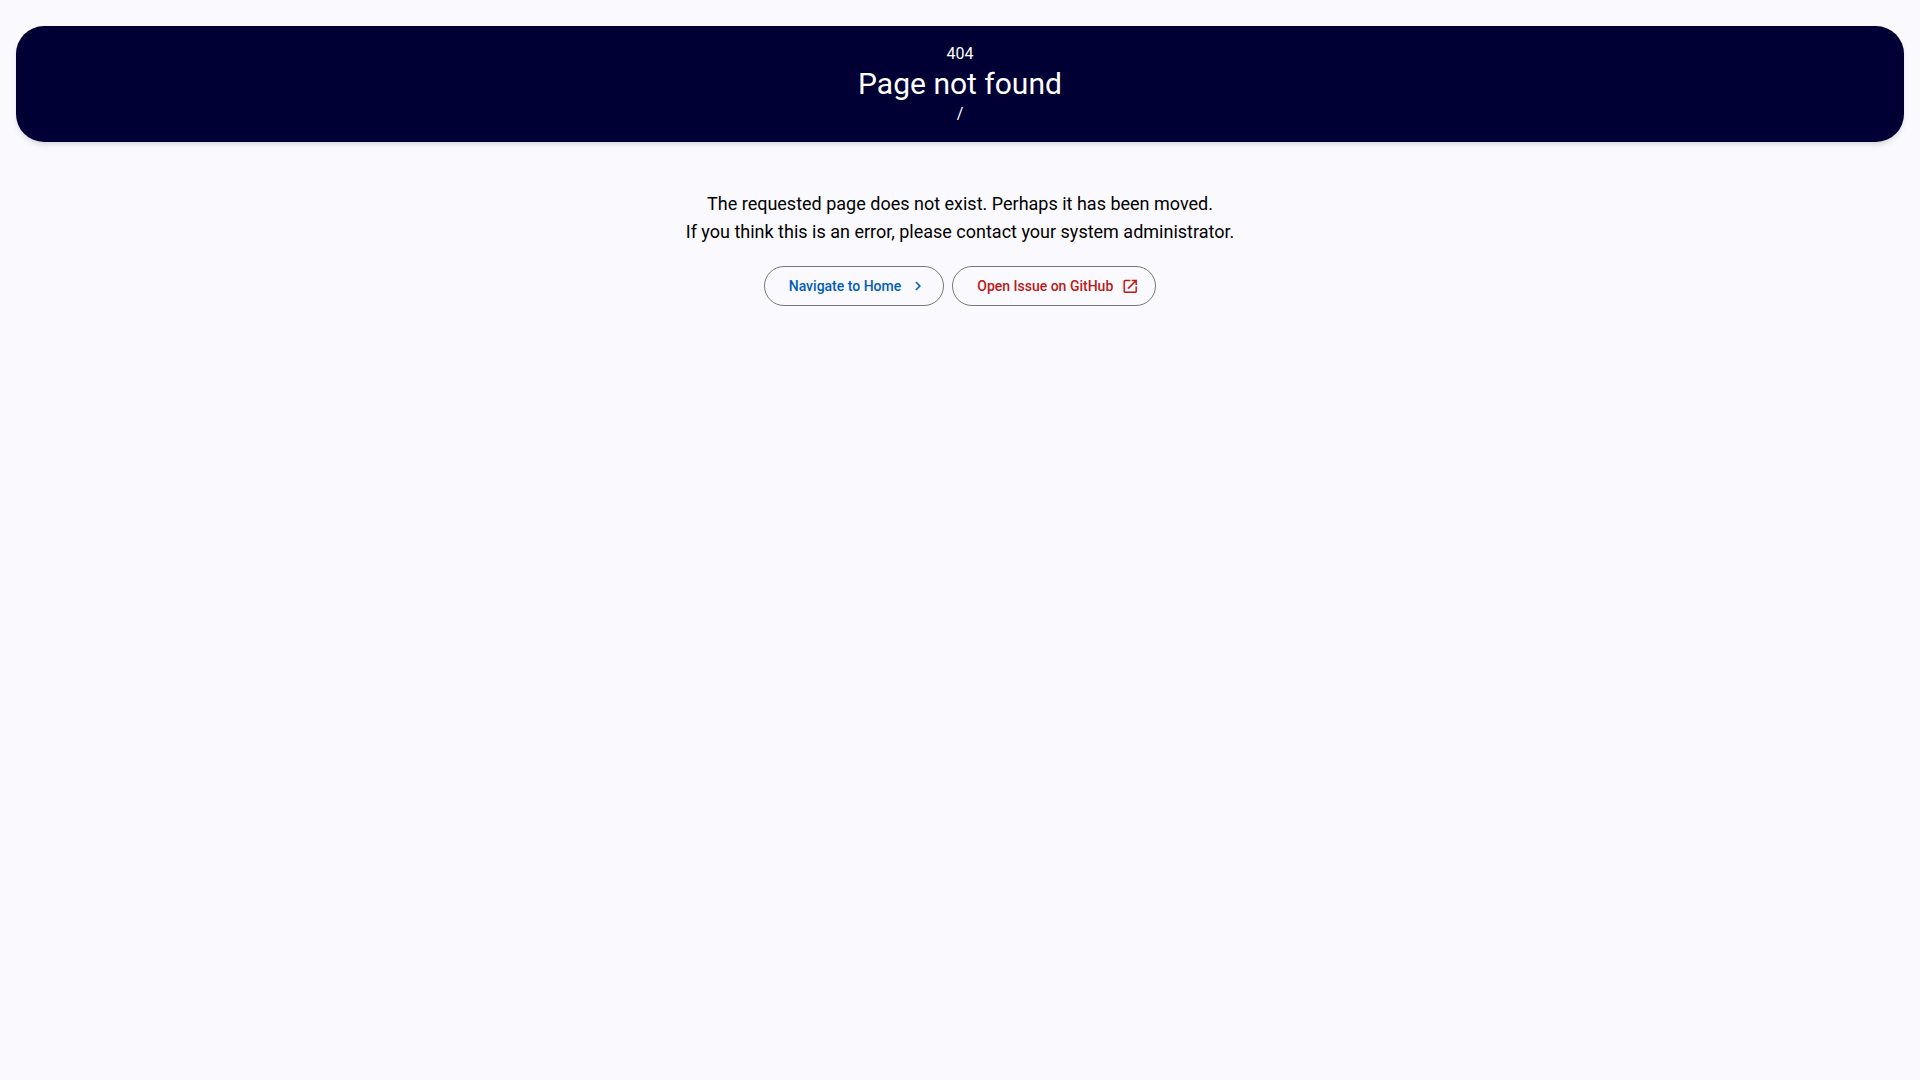 404
Page not found
/
The requested page does not exist. Perhaps it has been moved.
If you think this is an error, please contact your system administrator.
Navigate to Home
Open Issue on GitHub